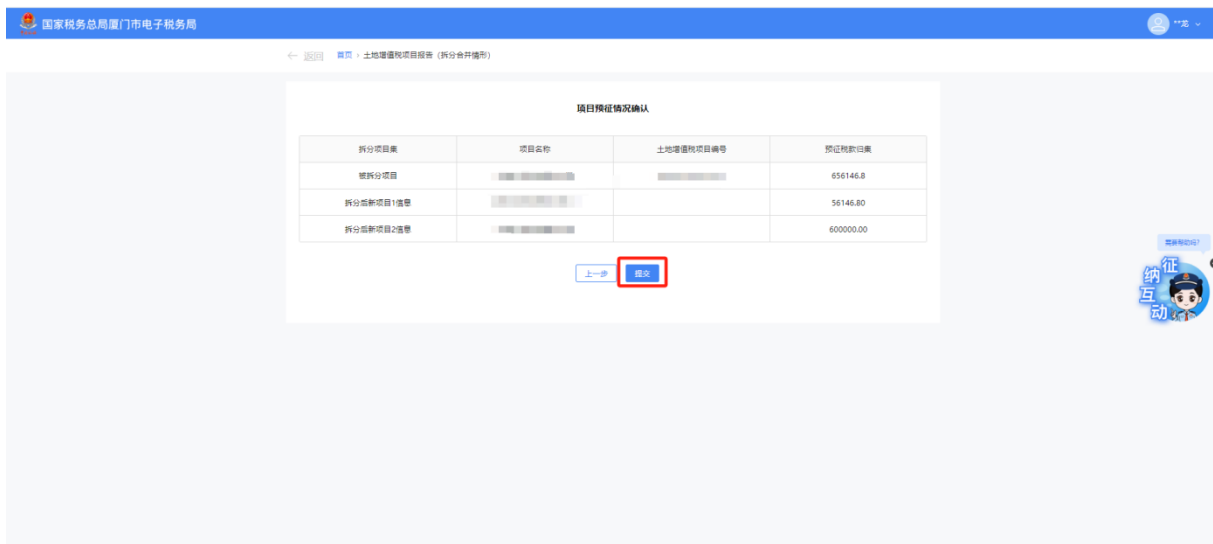 国家税务总局厦门市电子税务局
**龙
返回 首页 › 土地增值税项目报告（拆分合并情形）
项目预征情况确认
拆分项目集 项目名称 土地增值税项目编号 预征税款归集
被拆分项目 656146.8
拆分后新项目1信息 56146.80
拆分后新项目2信息 600000.00
上一步 提交
需要帮助吗?
征纳互动